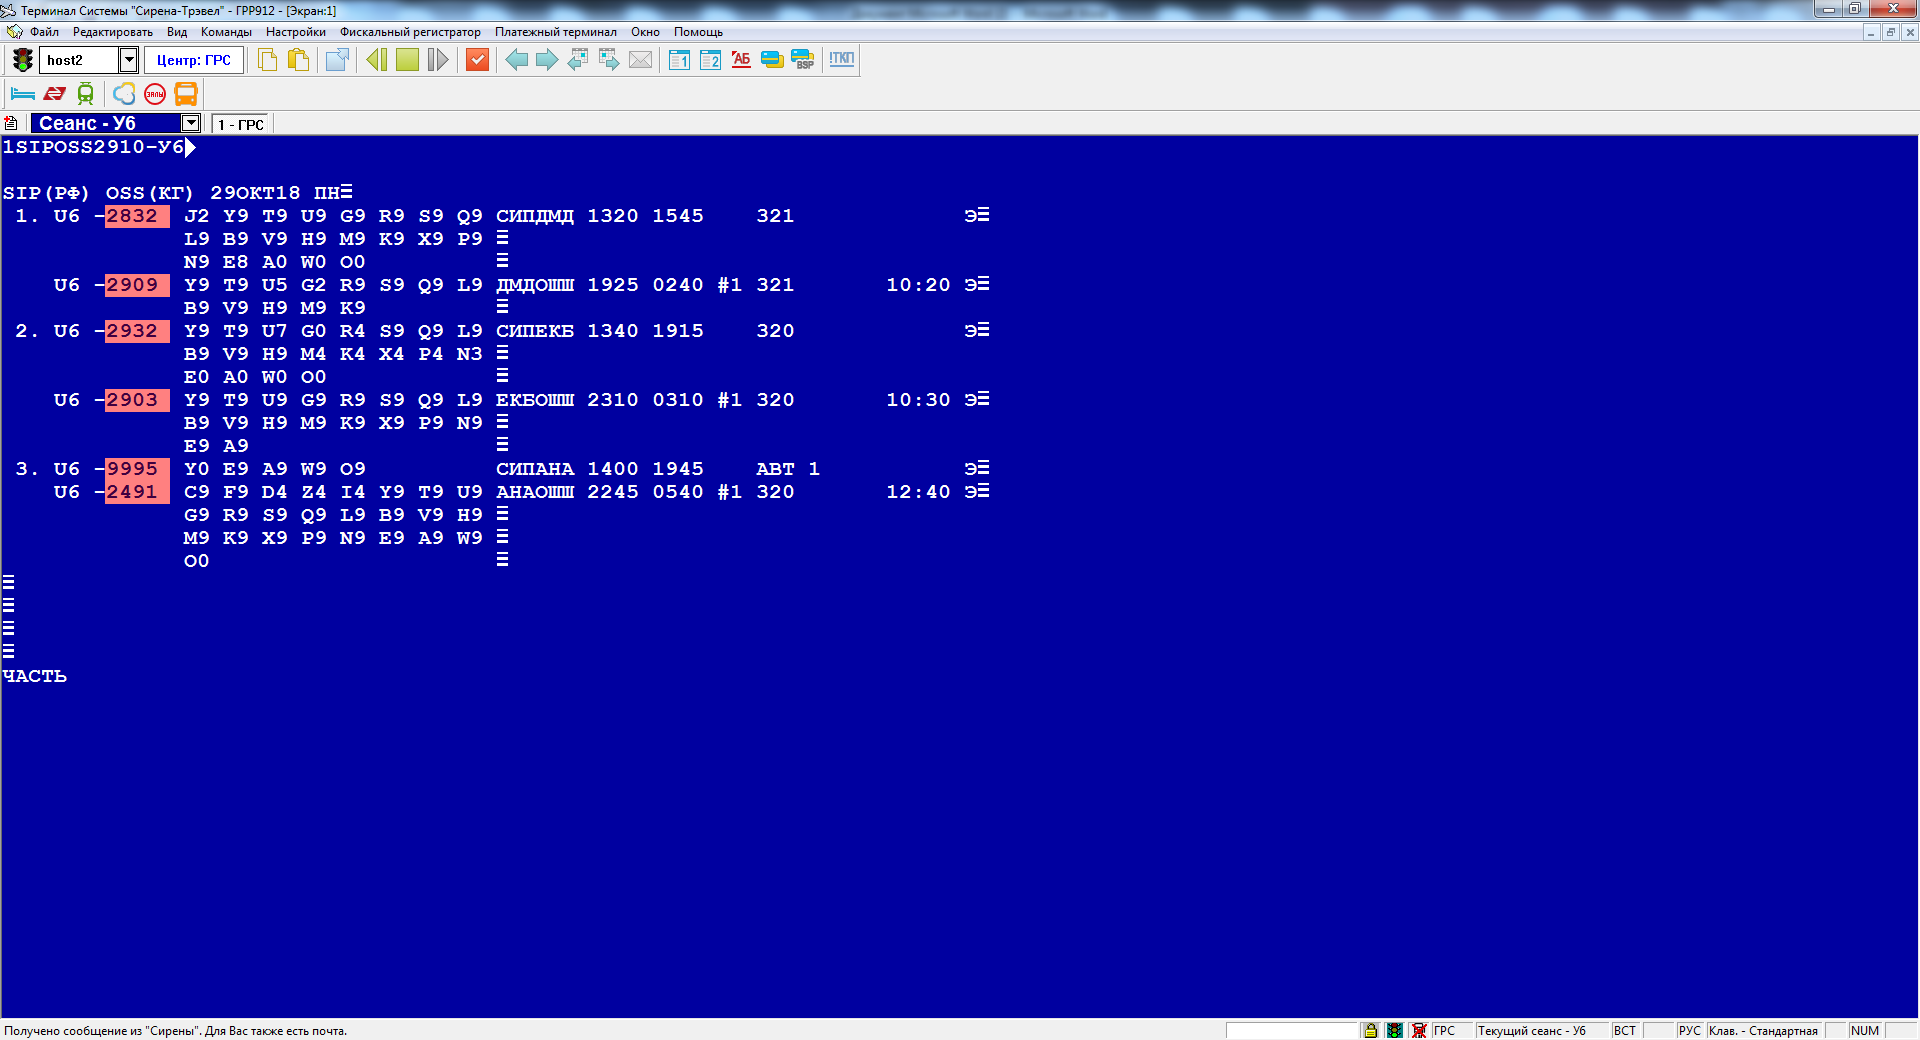 Терминал Системы "Сирена-Трэвел" - ГРР912 - [Экран:1]
Файл Редактировать Вид Команды Настройки Фискальный регистратор Платежный терминал Окно Помощь
host2 Центр: ГРС 1 2 АБ BSP !ТКП
ЗАЛЫ
Сеанс - У6 1 - ГРС
1SIPOSS2910-У6
SIP(РФ) OSS(КГ) 29ОКТ18 ПН
1. U6 -2832 J2 Y9 T9 U9 G9 R9 S9 Q9 СИПДМД 1320 1545 321 Э
L9 B9 V9 H9 M9 K9 X9 P9
N9 E8 A0 W0 O0
U6 -2909 Y9 T9 U5 G2 R9 S9 Q9 L9 ДМДОШШ 1925 0240 #1 321 10:20 Э
B9 V9 H9 M9 K9
2. U6 -2932 Y9 T9 U7 G0 R4 S9 Q9 L9 СИПЕКБ 1340 1915 320 Э
B9 V9 H9 M4 K4 X4 P4 N3
E0 A0 W0 O0
U6 -2903 Y9 T9 U9 G9 R9 S9 Q9 L9 ЕКБОШШ 2310 0310 #1 320 10:30 Э
B9 V9 H9 M9 K9 X9 P9 N9
E9 A9
3. U6 -9995 Y0 E9 A9 W9 O9 СИПАНА 1400 1945 АВТ 1 Э
U6 -2491 C9 F9 D4 Z4 I4 Y9 T9 U9 АНАОШШ 2245 0540 #1 320 12:40 Э
G9 R9 S9 Q9 L9 B9 V9 H9
M9 K9 X9 P9 N9 E9 A9 W9
O0
ЧАСТЬ
Получено сообщение из "Сирены". Для Вас также есть почта. ГРС Текущий сеанс - У6 ВСТ РУС Клав. - Стандартная NUM